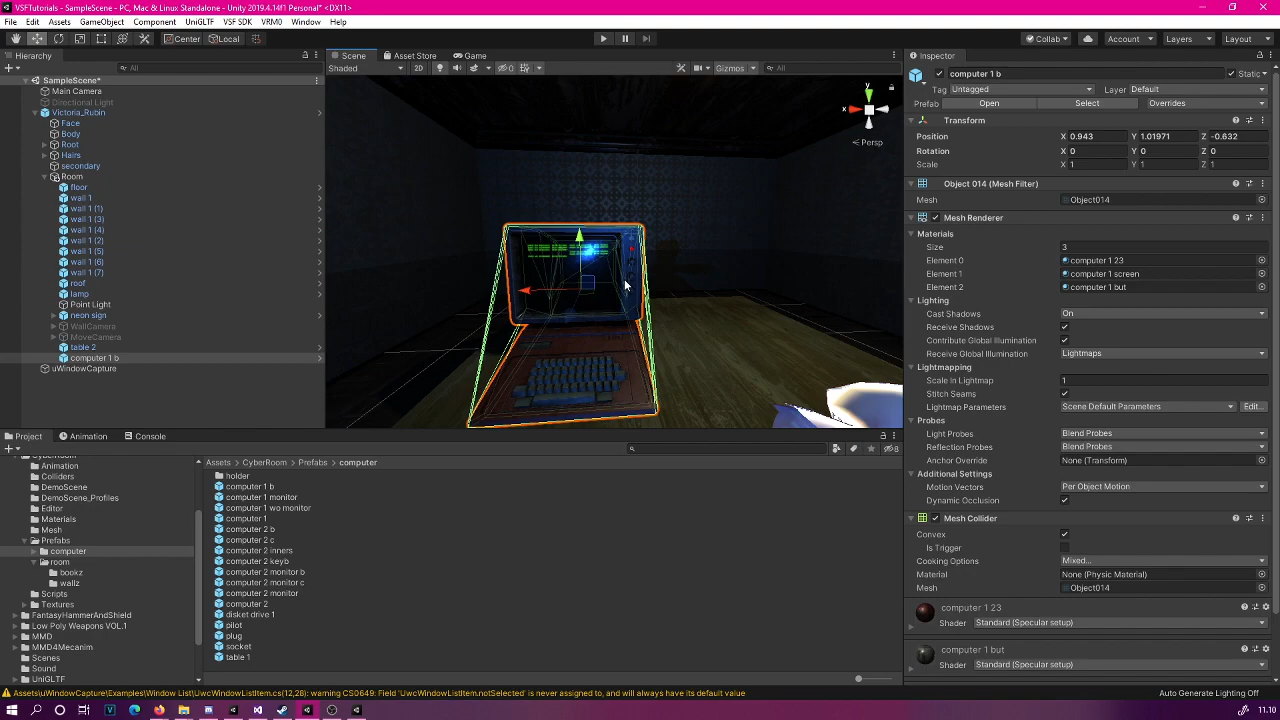 VSFTutorials - SampleScene - PC, Mac & Linux Standalone - Unity 2019.4.14f1 Personal* <DX11>
File Edit Assets GameObject Component UniGLTF VSF SDK VRM0 Window Help
Center Local Collab Account Layers Layout
Hierarchy
All
SampleScene*
Main Camera
Directional Light
Victoria_Rubin
Face
Body
Root
Hairs
secondary
Room
floor
wall 1
wall 1 (1)
wall 1 (3)
wall 1 (4)
wall 1 (2)
wall 1 (5)
wall 1 (6)
wall 1 (7)
roof
lamp
Point Light
neon sign
WallCamera
MoveCamera
table 2
computer 1 b
uWindowCapture
Scene Asset Store Game
Shaded 2D 0 Gizmos All
y
x
Persp
Inspector
computer 1 b Static
Tag Untagged Layer Default
Prefab Open Select Overrides
Transform
Position X 0.943 Y 1.01971 Z -0.632
Rotation X 0 Y 0 Z 0
Scale X 1 Y 1 Z 1
Object 014 (Mesh Filter)
Mesh Object014
Mesh Renderer
Materials
Size 3
Element 0 computer 1 23
Element 1 computer 1 screen
Element 2 computer 1 but
Lighting
Cast Shadows On
Receive Shadows
Contribute Global Illumination
Receive Global Illumination Lightmaps
Lightmapping
Scale In Lightmap 1
Stitch Seams
Lightmap Parameters Scene Default Parameters Edit...
Probes
Light Probes Blend Probes
Reflection Probes Blend Probes
Anchor Override None (Transform)
Additional Settings
Motion Vectors Per Object Motion
Dynamic Occlusion
Mesh Collider
Convex
Is Trigger
Cooking Options Mixed...
Material None (Physic Material)
Mesh Object014
computer 1 23
Shader Standard (Specular setup)
computer 1 but
Shader Standard (Specular setup)
Project Animation Console
8
CyberRoom
Animation
Colliders
DemoScene
DemoScene_Profiles
Editor
Materials
Mesh
Prefabs
computer
room
bookz
wallz
Scripts
Textures
FantasyHammerAndShield
Low Poly Weapons VOL.1
MMD
MMD4Mecanim
Scenes
Sound
UniGLTF
Assets > CyberRoom > Prefabs > computer
holder
computer 1 b
computer 1 monitor
computer 1 wo monitor
computer 1
computer 2 b
computer 2 c
computer 2 inners
computer 2 keyb
computer 2 monitor b
computer 2 monitor c
computer 2 monitor
computer 2
disket drive 1
pilot
plug
socket
table 1
Assets\uWindowCapture\Examples\Window List\UwcWindowListItem.cs(12,28): warning CS0649: Field 'UwcWindowListItem.notSelected' is never assigned to, and will always have its default value
Auto Generate Lighting Off
11.10